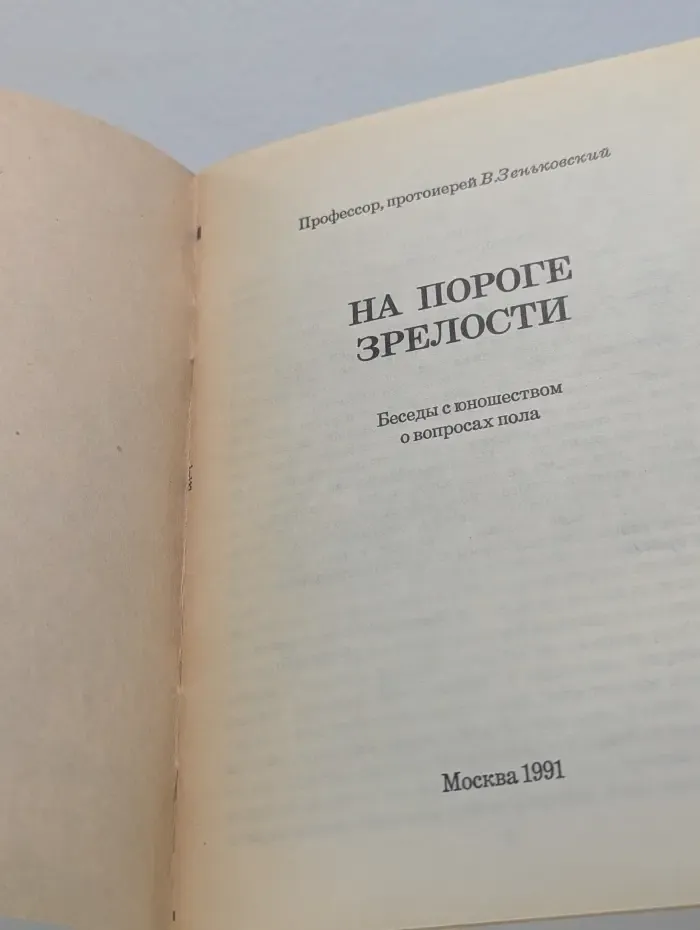 Профессор, протоиерей В.Зеньковский
НА ПОРОГЕ
ЗРЕЛОСТИ
Беседы с юношеством
о вопросах пола
Москва 1991